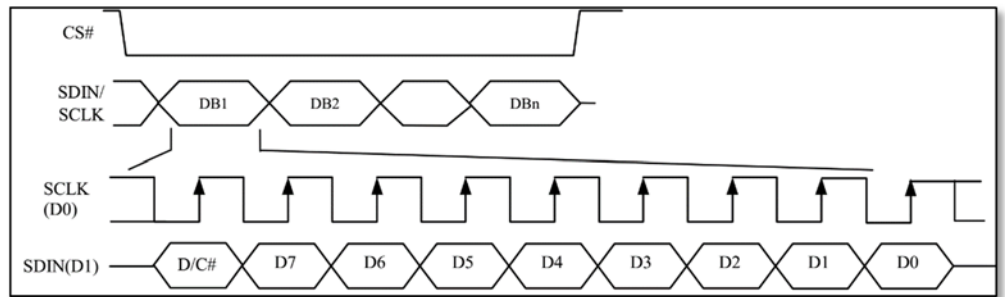 CS#
SDIN/
SCLK
DB1 DB2 DBn
SCLK
(D0)
SDIN(D1) D/C# D7 D6 D5 D4 D3 D2 D1 D0